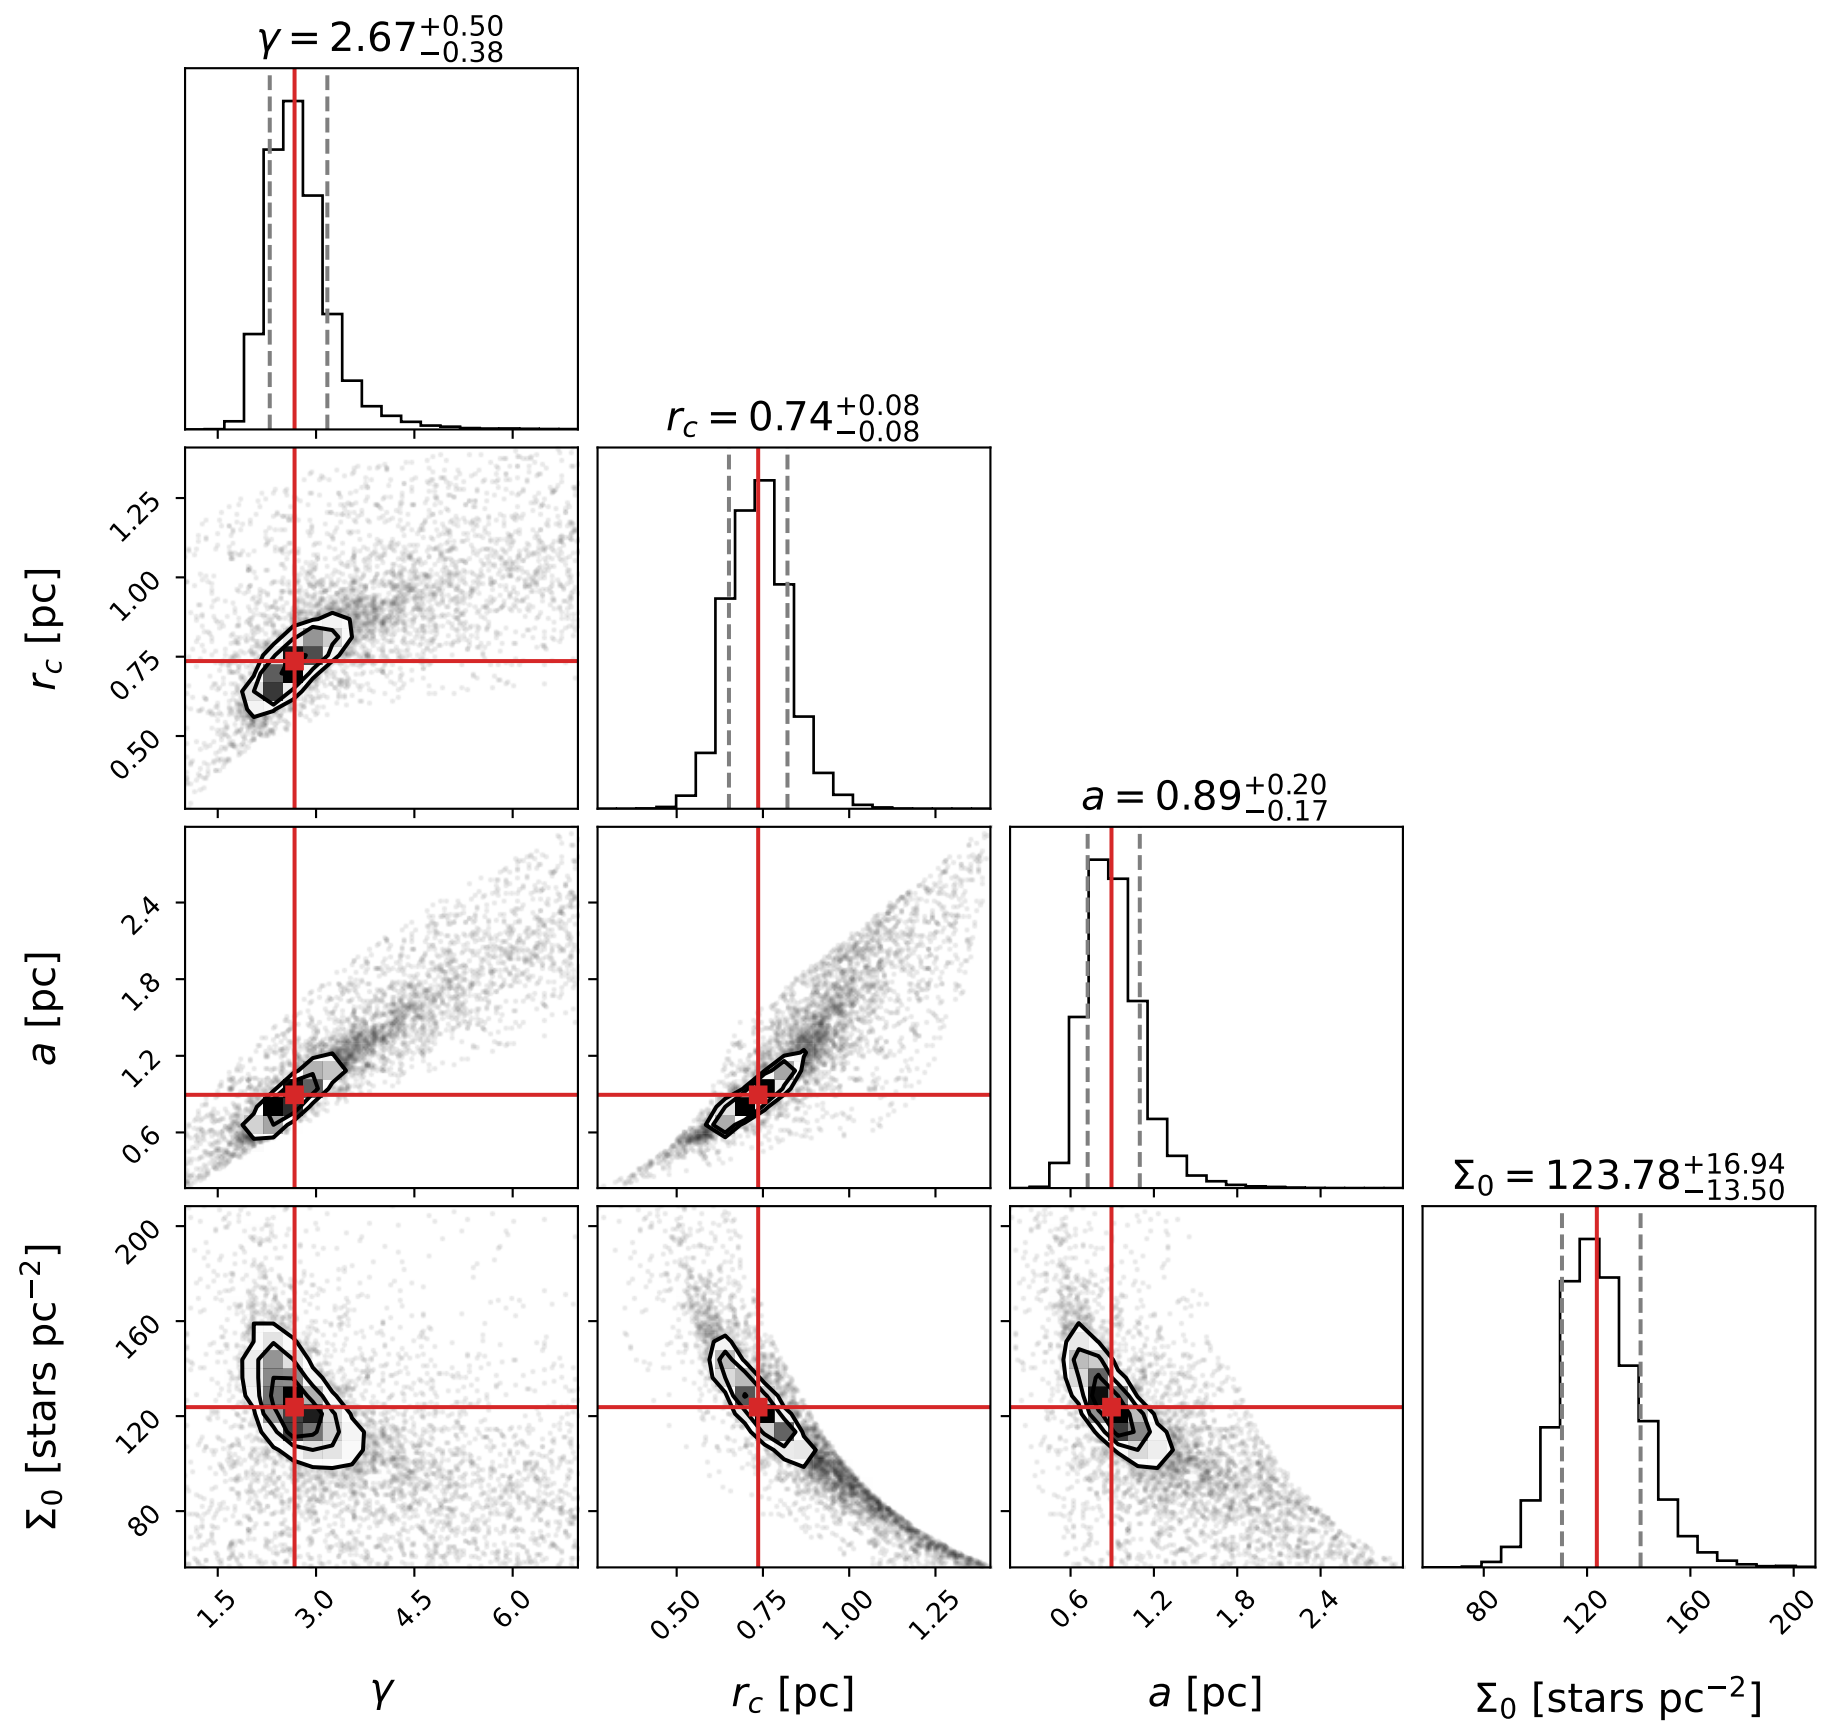 γ = 2.67 +0.50 −0.38
r_c = 0.74 +0.08 −0.08
1.25
1.00
0.75
0.50
r_c [pc]
a = 0.89 +0.20 −0.17
2.4
1.8
1.2
0.6
a [pc]
Σ₀ = 123.78 +16.94 −13.50
200
160
120
80
Σ₀ [stars pc⁻²]
1.5 3.0 4.5 6.0
0.50 0.75 1.00 1.25
0.6 1.2 1.8 2.4
80 120 160 200
γ
r_c [pc]
a [pc]
Σ₀ [stars pc⁻²]